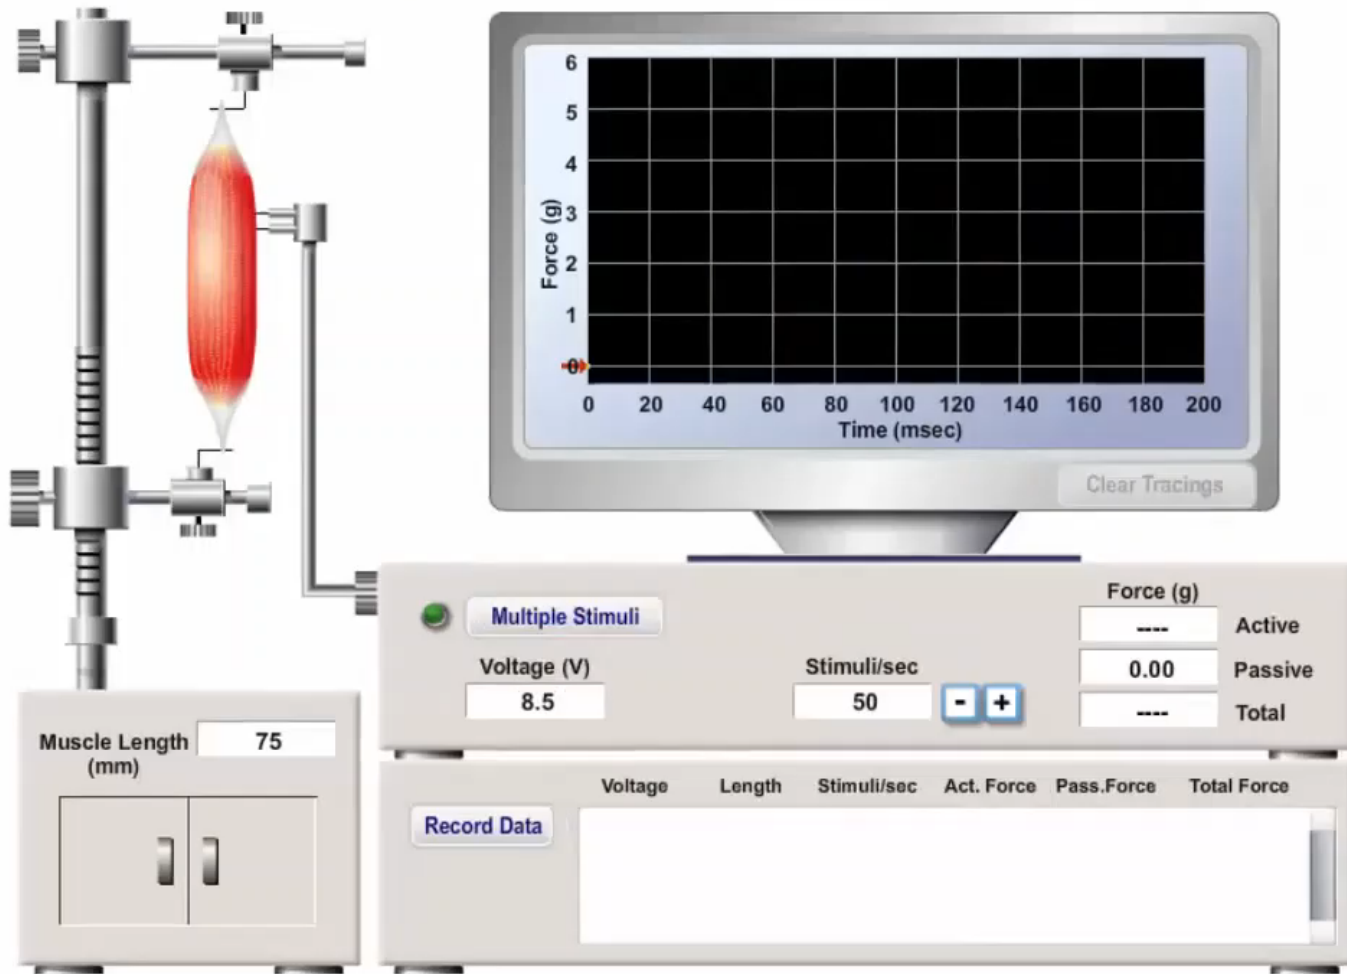 6
5
4
3
2
1
0
Force (g)
0 20 40 60 80 100 120 140 160 180 200
Time (msec)
Clear Tracings
Multiple Stimuli
Voltage (V)
8.5
Stimuli/sec
50
- +
Force (g)
---- Active
0.00 Passive
---- Total
Muscle Length 75
(mm)
Voltage Length Stimuli/sec Act. Force Pass.Force Total Force
Record Data